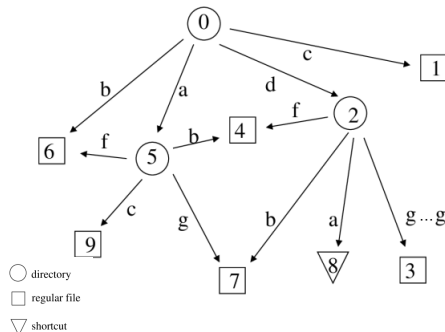 0
c
1
b
a
d
f
2
6
f
5
b
4
c
g
b
a
g...g
9
7
8
3
directory
regular file
shortcut